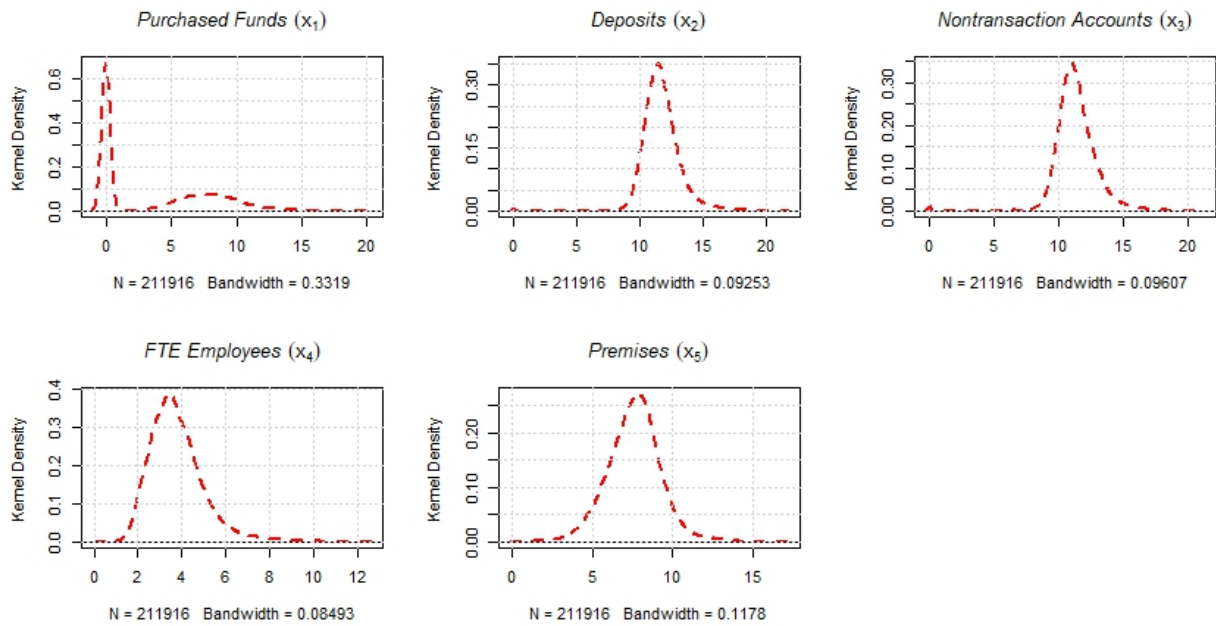 Purchased Funds (x₁)
Kernel Density
0.0 0.2 0.4 0.6
0 5 10 15 20
N = 211916 Bandwidth = 0.3319
Deposits (x₂)
Kernel Density
0.00 0.15 0.30
0 5 10 15 20
N = 211916 Bandwidth = 0.09253
Nontransaction Accounts (x₃)
Kernel Density
0.00 0.10 0.20 0.30
0 5 10 15 20
N = 211916 Bandwidth = 0.09607
FTE Employees (x₄)
Kernel Density
0.0 0.1 0.2 0.3 0.4
0 2 4 6 8 10 12
N = 211916 Bandwidth = 0.08493
Premises (x₅)
Kernel Density
0.00 0.10 0.20
0 5 10 15
N = 211916 Bandwidth = 0.1178